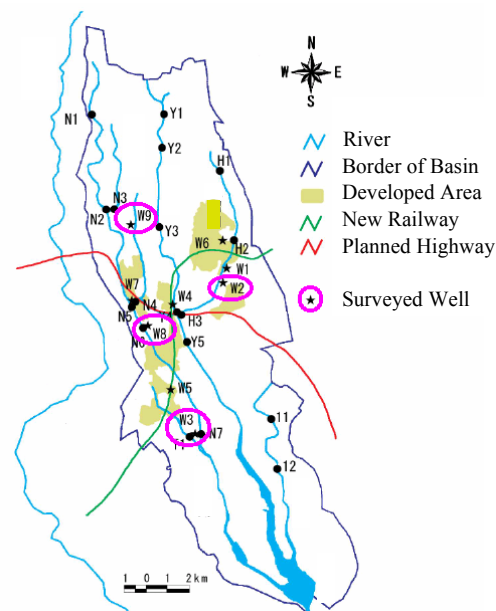 N
W E
S
N1
Y1
Y2
H1
N3
N2
W9
Y3
W6
H2
W1
W2
W7
N4
W4
N5
H3
W8
N6
Y5
W5
W3
N7
11
12
River
Border of Basin
Developed Area
New Railway
Planned Highway
Surveyed Well
1 0 1 2km